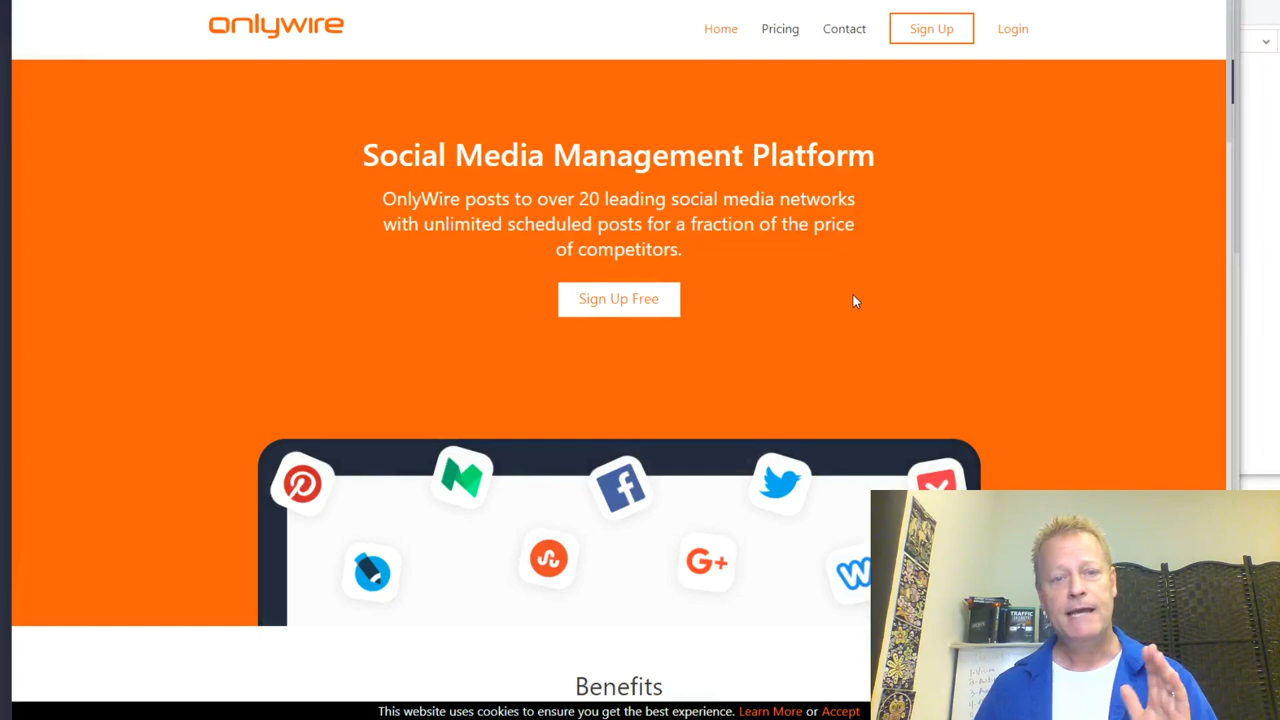 onlywire
Home Pricing Contact Sign Up Login
Social Media Management Platform
OnlyWire posts to over 20 leading social media networks
with unlimited scheduled posts for a fraction of the price
of competitors.
Sign Up Free
G+
W
Benefits
This website uses cookies to ensure you get the best experience. Learn More or Accept
TRAFFIC